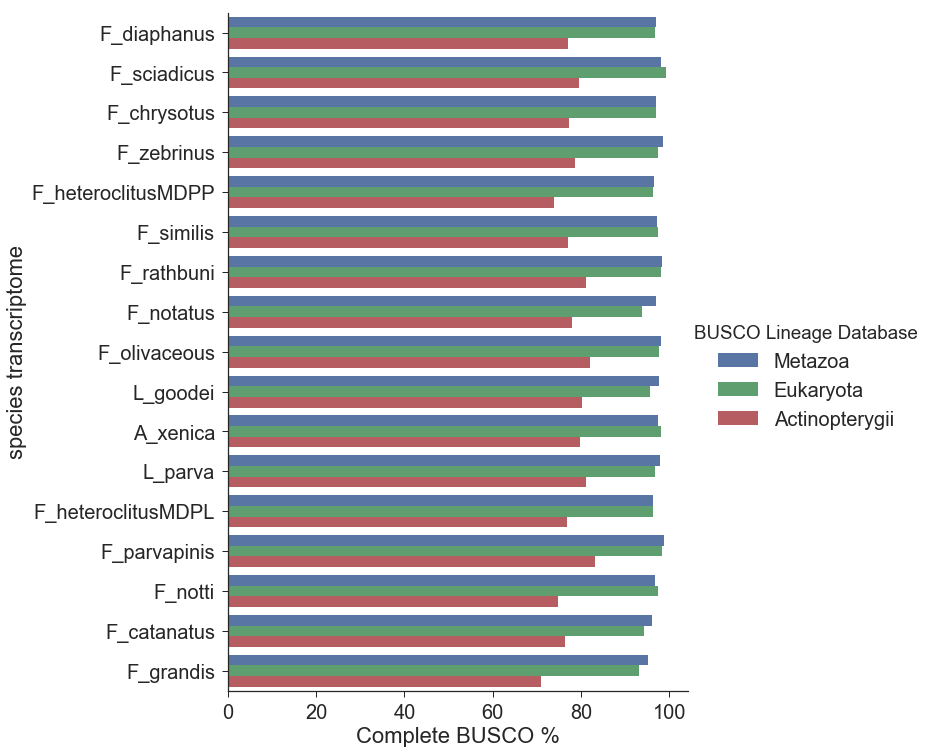 F_diaphanus
F_sciadicus
F_chrysotus
F_zebrinus
F_heteroclitusMDPP
F_similis
F_rathbuni
F_notatus
F_olivaceous
L_goodei
A_xenica
L_parva
F_heteroclitusMDPL
F_parvapinis
F_notti
F_catanatus
F_grandis
species transcriptome
0 20 40 60 80 100
Complete BUSCO %
BUSCO Lineage Database
Metazoa
Eukaryota
Actinopterygii